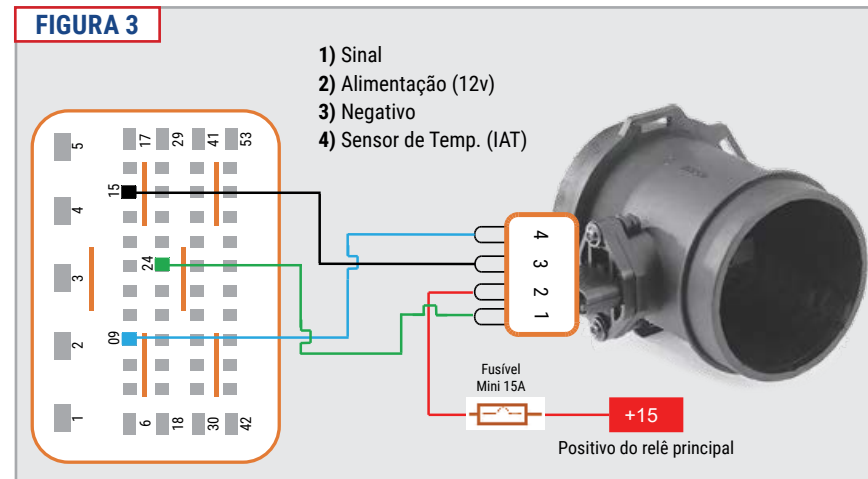 FIGURA 3
1) Sinal
2) Alimentação (12v)
3) Negativo
4) Sensor de Temp. (IAT)
5
17
29
41
53
15
4
24
3
09
2
1
6
18
30
42
4
3
2
1
Fusível
Mini 15A
+15
Positivo do relê principal